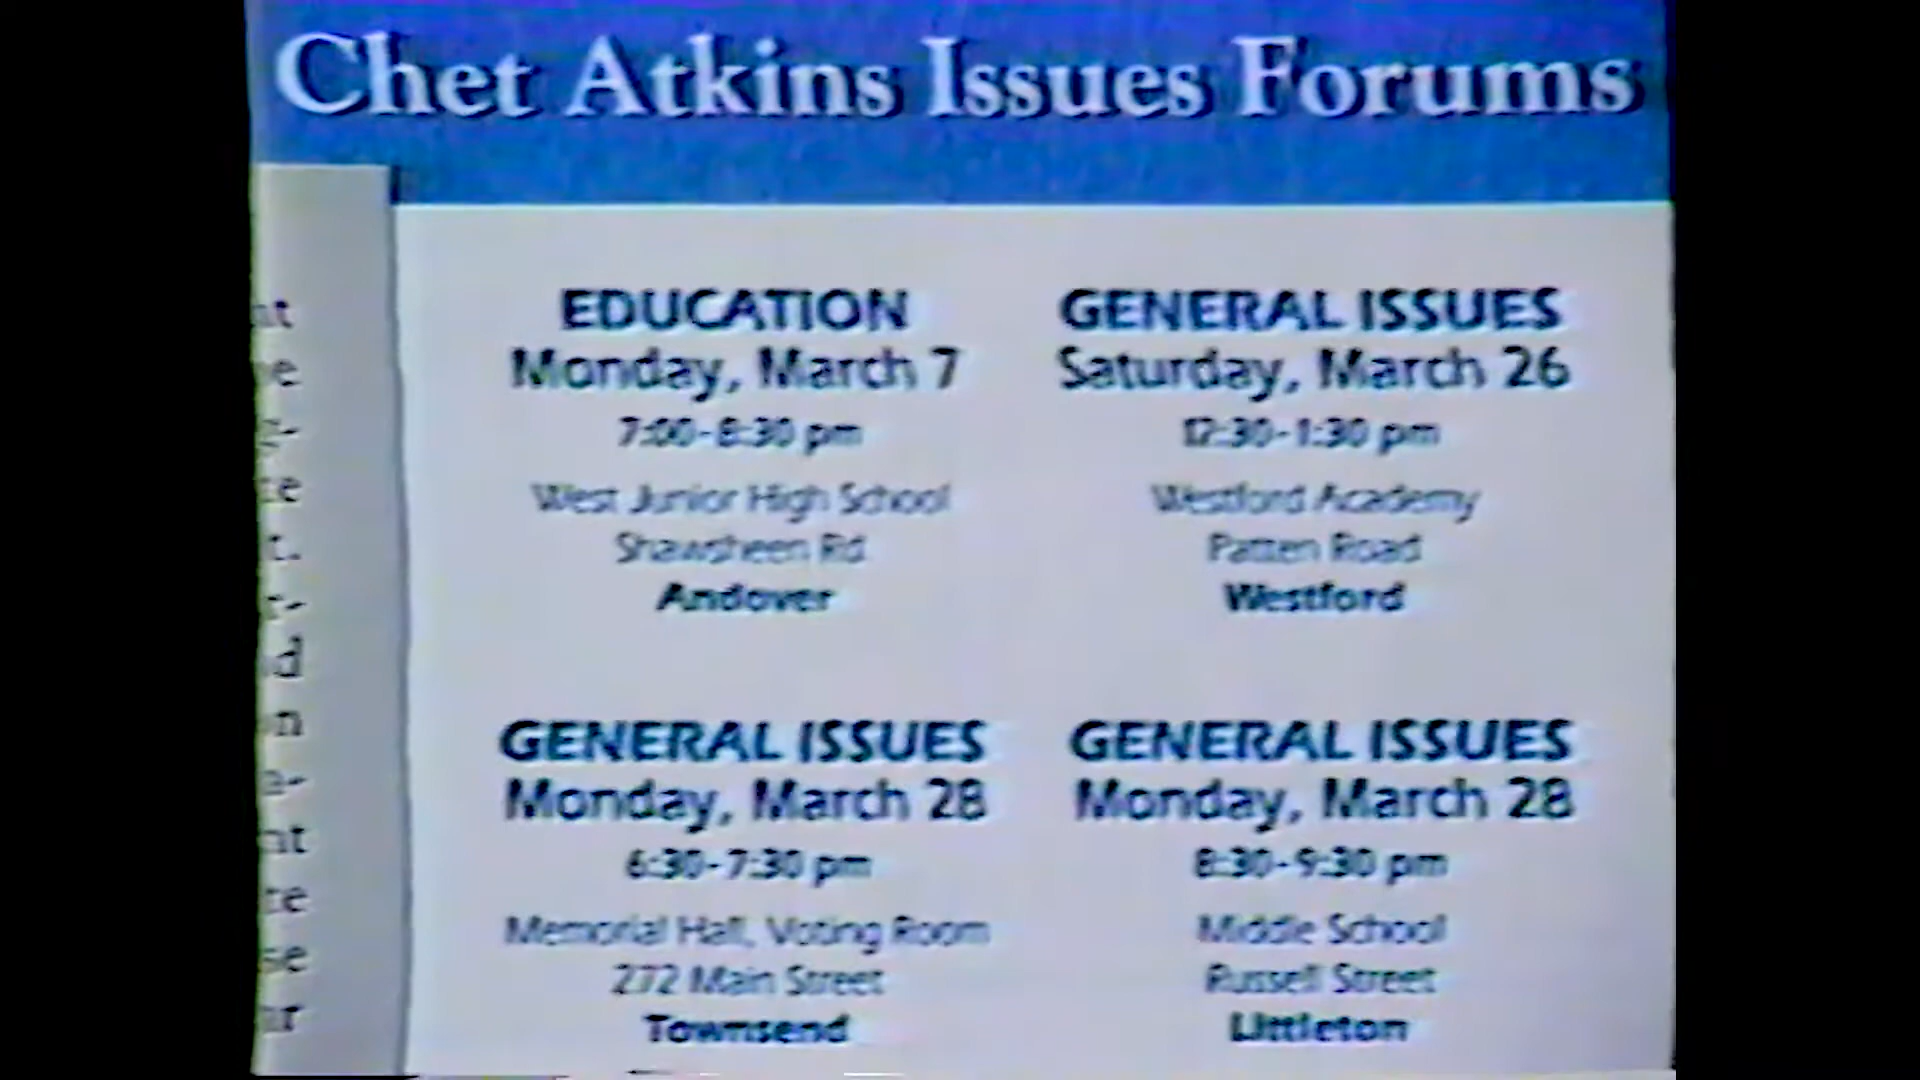 Chet Atkins Issues Forums
EDUCATION
Monday, March 7
7:00-8:30 pm
West Junior High School
Shawsheen Rd
Andover
GENERAL ISSUES
Saturday, March 26
12:30-1:30 pm
Westford Academy
Patten Road
Westford
GENERAL ISSUES
Monday, March 28
6:30-7:30 pm
Memorial Hall, Voting Room
272 Main Street
Townsend
GENERAL ISSUES
Monday, March 28
8:30-9:30 pm
Middle School
Russell Street
Littleton